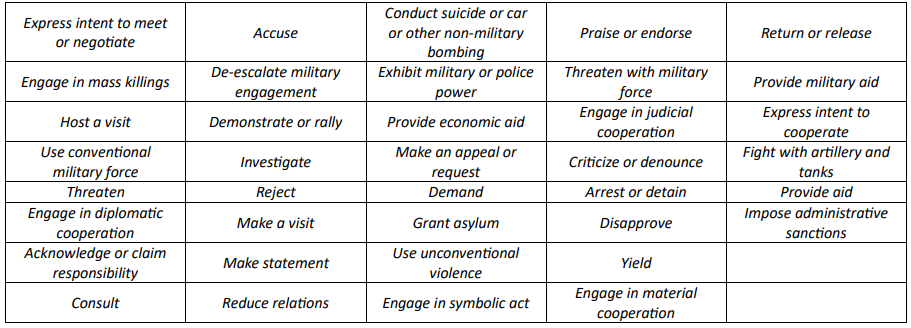 Express intent to meet
or negotiate
Accuse
Conduct suicide or car
or other non-military
bombing
Praise or endorse
Return or release
Engage in mass killings
De-escalate military
engagement
Exhibit military or police
power
Threaten with military
force
Provide military aid
Host a visit
Demonstrate or rally
Provide economic aid
Engage in judicial
cooperation
Express intent to
cooperate
Use conventional
military force
Investigate
Make an appeal or
request
Criticize or denounce
Fight with artillery and
tanks
Threaten
Reject
Demand
Arrest or detain
Provide aid
Engage in diplomatic
cooperation
Make a visit
Grant asylum
Disapprove
Impose administrative
sanctions
Acknowledge or claim
responsibility
Make statement
Use unconventional
violence
Yield
Consult
Reduce relations
Engage in symbolic act
Engage in material
cooperation